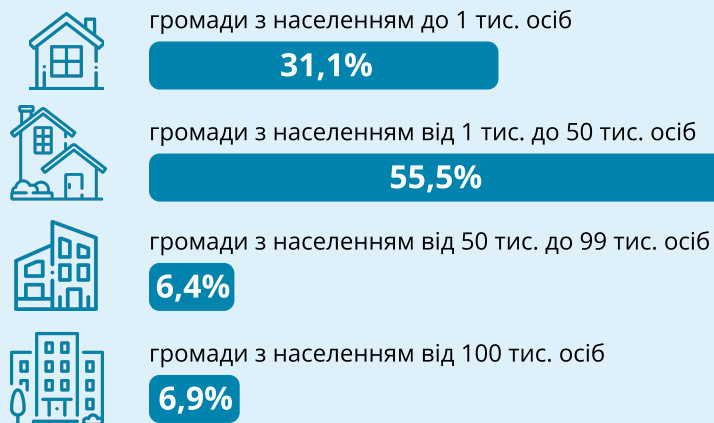 громади з населенням до 1 тис. осіб
31,1%
громади з населенням від 1 тис. до 50 тис. осіб
55,5%
громади з населенням від 50 тис. до 99 тис. осіб
6,4%
громади з населенням від 100 тис. осіб
6,9%